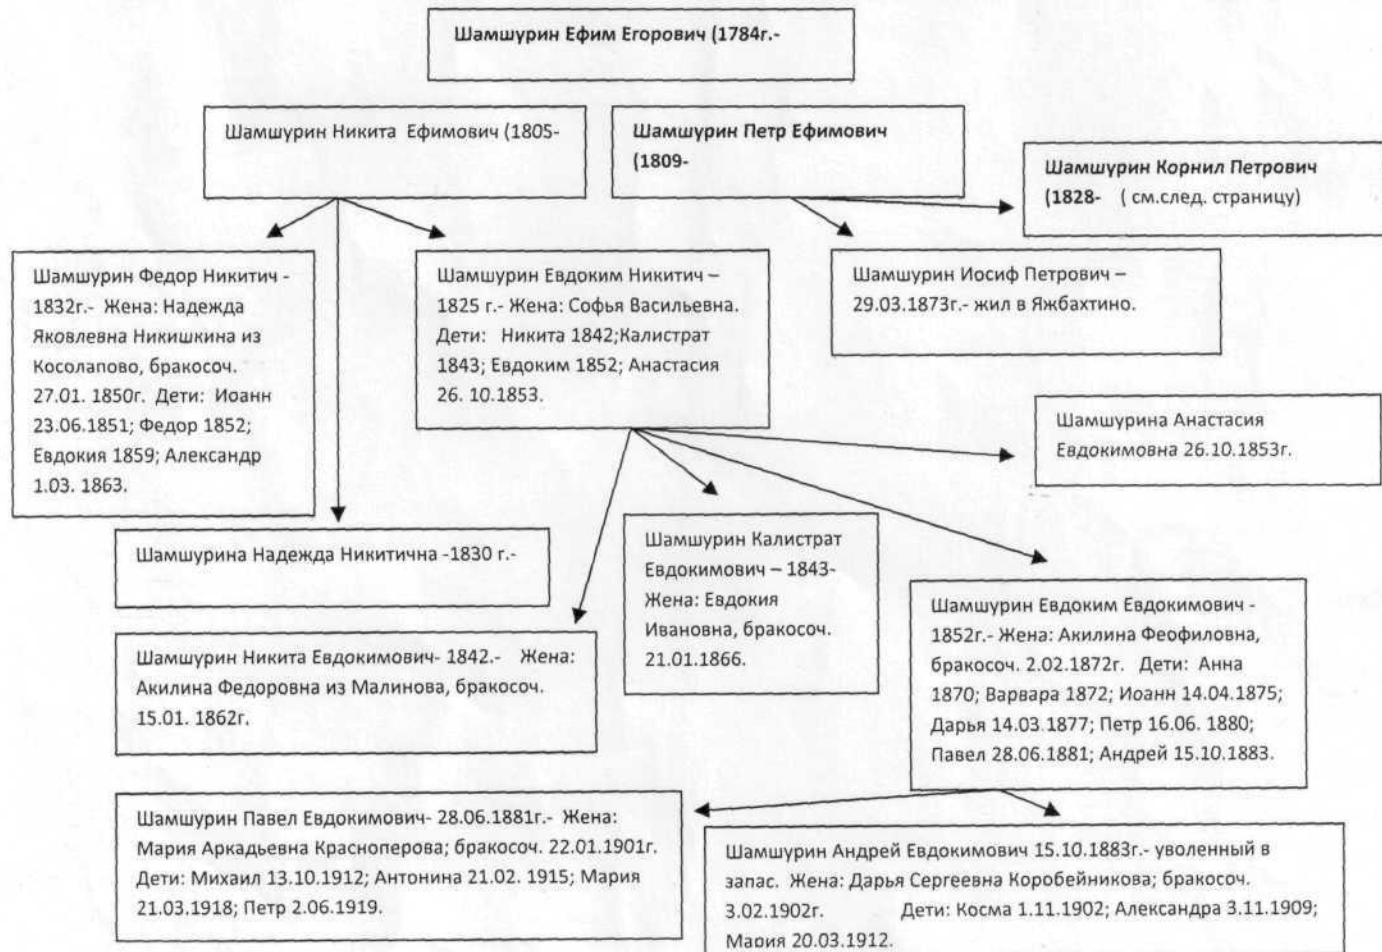 Шамшурин Ефим Егорович (1784г.-
Шамшурин Никита Ефимович (1805-
Шамшурин Петр Ефимович
(1809-
Шамшурин Корнил Петрович
(1828- ( см.след. страницу)
Шамшурин Федор Никитич -
1832г.- Жена: Надежда
Яковлевна Никишкина из
Косолапово, бракосоч.
27.01. 1850г. Дети: Иоанн
23.06.1851; Федор 1852;
Евдокия 1859; Александр
1.03. 1863.
Шамшурин Евдоким Никитич –
1825 г.- Жена: Софья Васильевна.
Дети: Никита 1842;Калистрат
1843; Евдоким 1852; Анастасия
26. 10.1853.
Шамшурин Иосиф Петрович –
29.03.1873г.- жил в Яжбахтино.
Шамшурина Анастасия
Евдокимовна 26.10.1853г.
Шамшурина Надежда Никитична -1830 г.-
Шамшурин Калистрат
Евдокимович – 1843-
Жена: Евдокия
Ивановна, бракосоч.
21.01.1866.
Шамшурин Евдоким Евдокимович -
1852г.- Жена: Акилина Феофиловна,
бракосоч. 2.02.1872г. Дети: Анна
1870; Варвара 1872; Иоанн 14.04.1875;
Дарья 14.03.1877; Петр 16.06. 1880;
Павел 28.06.1881; Андрей 15.10.1883.
Шамшурин Никита Евдокимович- 1842.- Жена:
Акилина Федоровна из Малинова, бракосоч.
15.01. 1862г.
Шамшурин Павел Евдокимович- 28.06.1881г.- Жена:
Мария Аркадьевна Красноперова; бракосоч. 22.01.1901г.
Дети: Михаил 13.10.1912; Антонина 21.02. 1915; Мария
21.03.1918; Петр 2.06.1919.
Шамшурин Андрей Евдокимович 15.10.1883г.- уволенный в
запас. Жена: Дарья Сергеевна Коробейникова; бракосоч.
3.02.1902г. Дети: Косма 1.11.1902; Александра 3.11.1909;
Мария 20.03.1912.